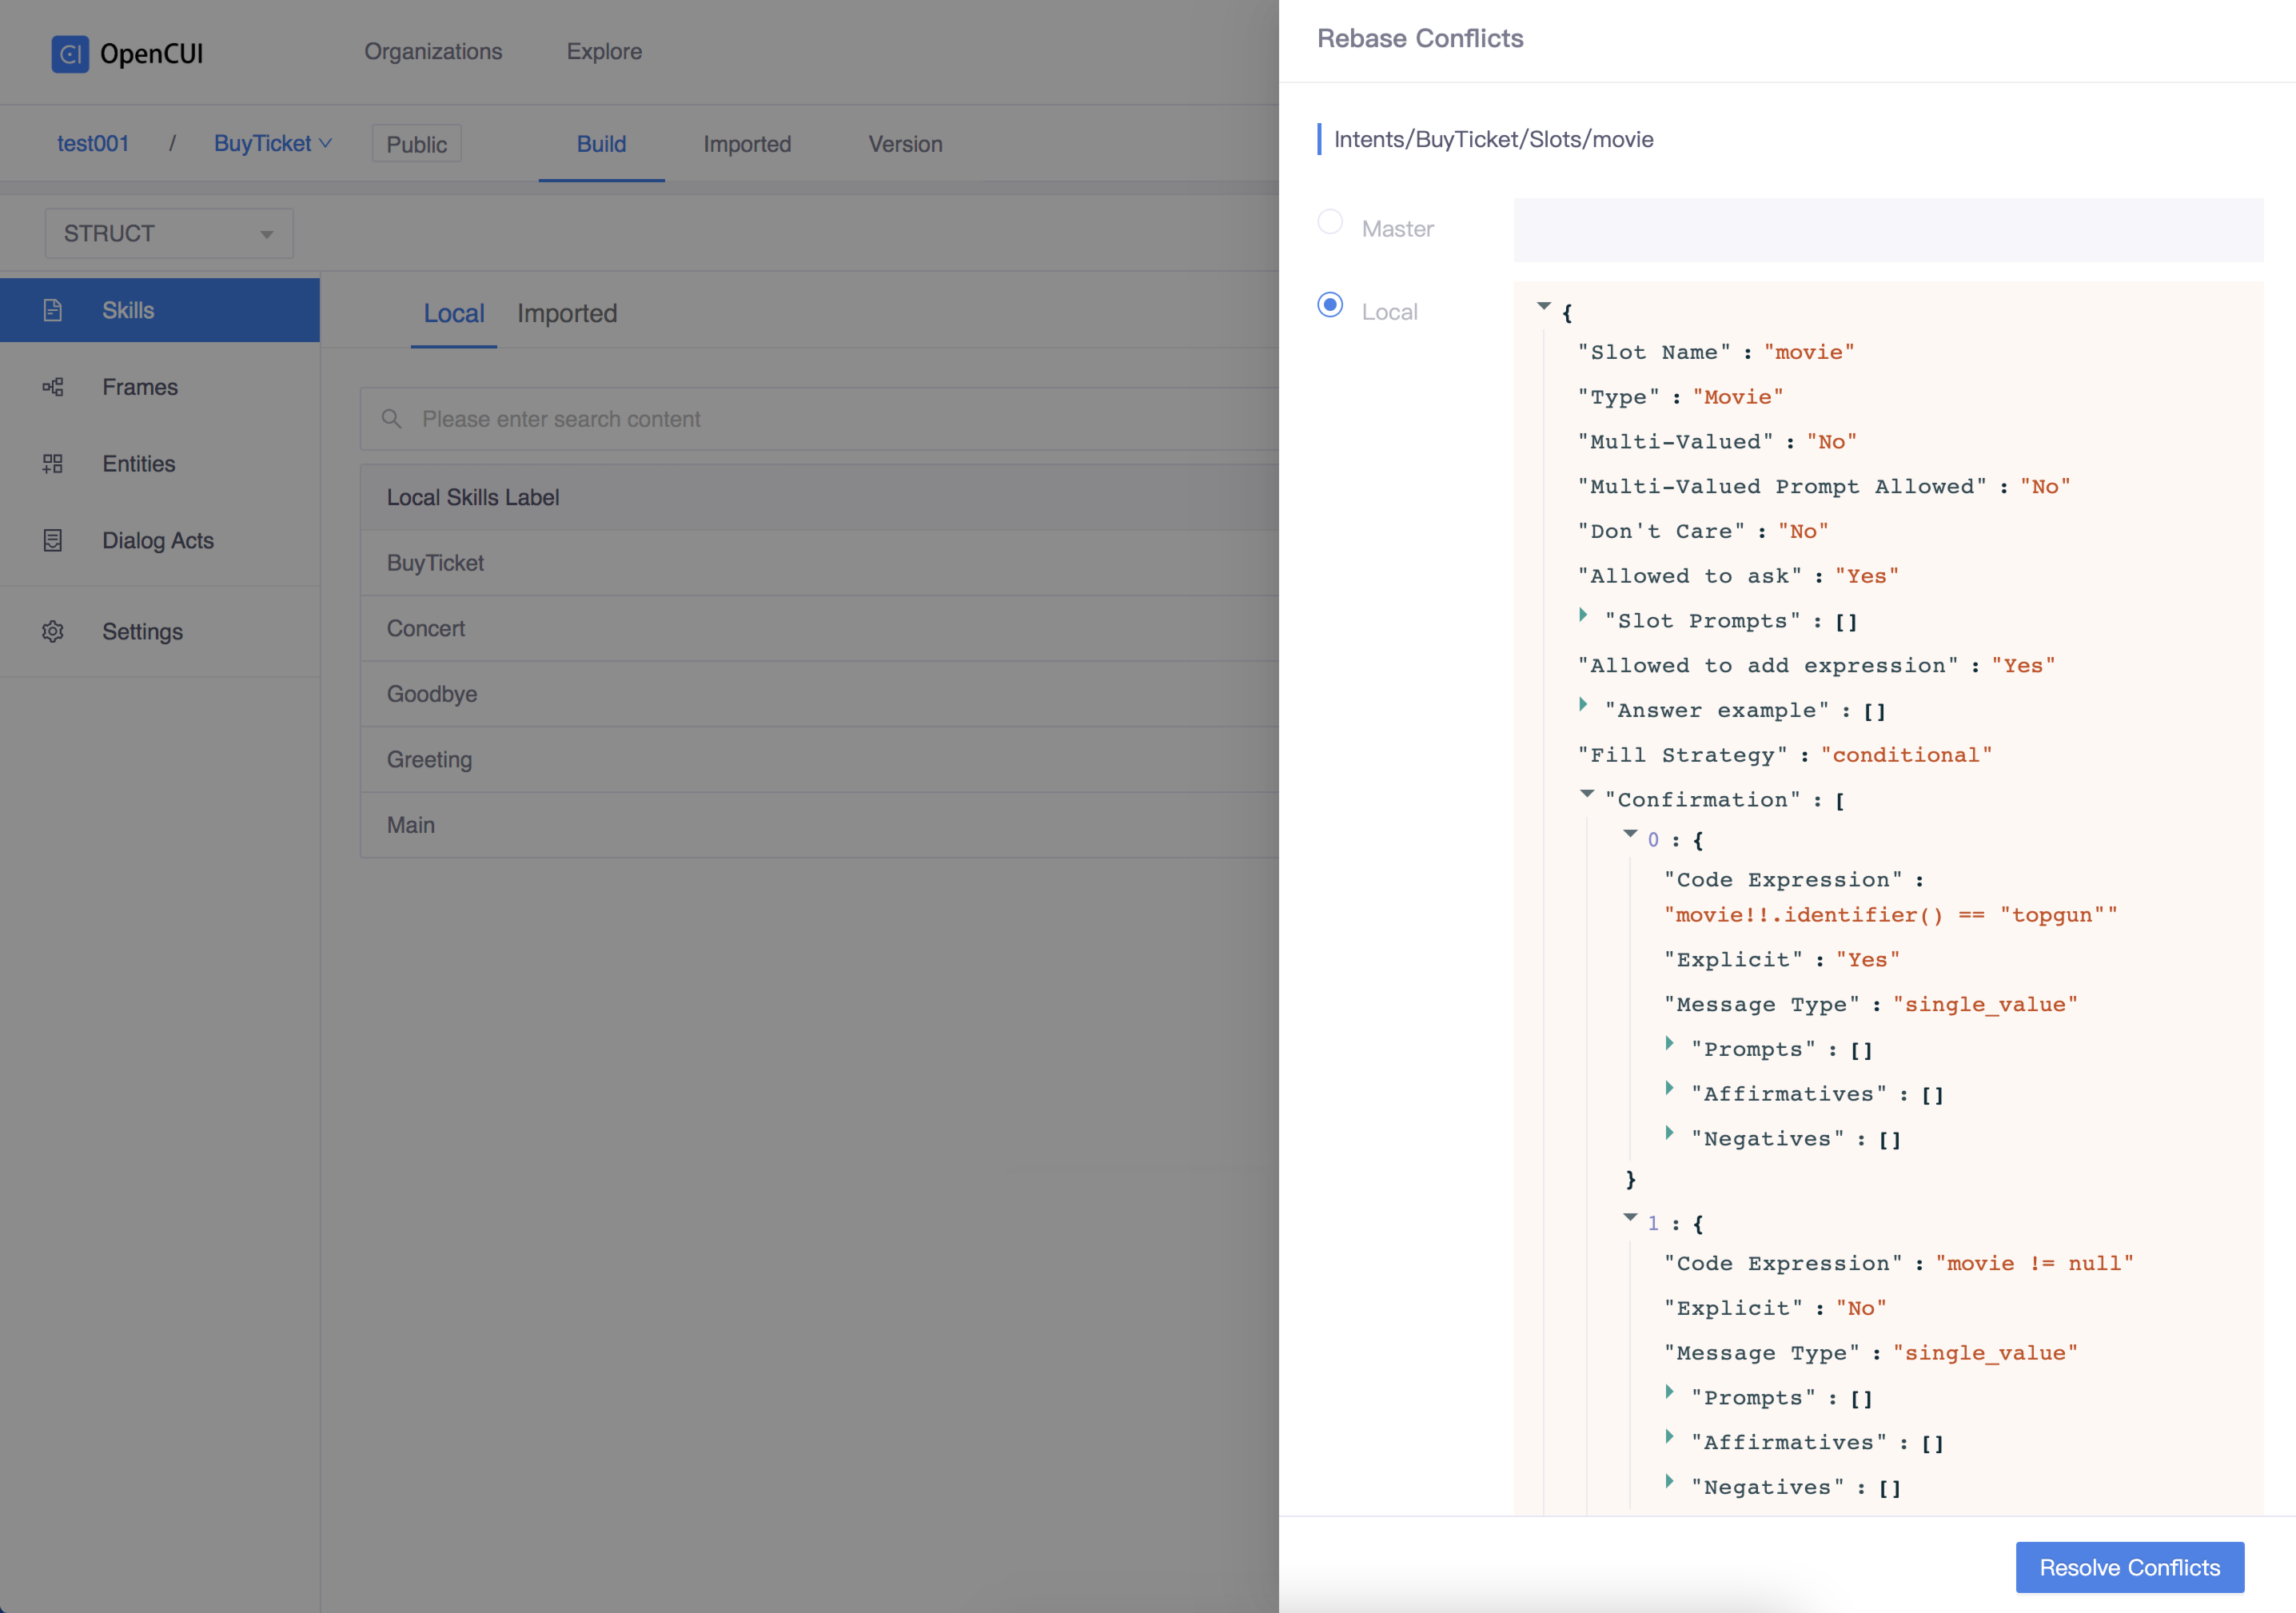 OpenCUI
Organizations
Explore
test001 / BuyTicket
Public
Build
Imported
Version
STRUCT
Skills
Frames
Entities
Dialog Acts
Settings
Local
Imported
Please enter search content
Local Skills Label
BuyTicket
Concert
Goodbye
Greeting
Main
Rebase Conflicts
Intents/BuyTicket/Slots/movie
Master
Local
{
"Slot Name" : "movie"
"Type" : "Movie"
"Multi-Valued" : "No"
"Multi-Valued Prompt Allowed" : "No"
"Don't Care" : "No"
"Allowed to ask" : "Yes"
"Slot Prompts" : []
"Allowed to add expression" : "Yes"
"Answer example" : []
"Fill Strategy" : "conditional"
"Confirmation" : [
0 : {
"Code Expression" :
"movie!!.identifier() == "topgun""
"Explicit" : "Yes"
"Message Type" : "single_value"
"Prompts" : []
"Affirmatives" : []
"Negatives" : []
}
1 : {
"Code Expression" : "movie != null"
"Explicit" : "No"
"Message Type" : "single_value"
"Prompts" : []
"Affirmatives" : []
"Negatives" : []
Resolve Conflicts